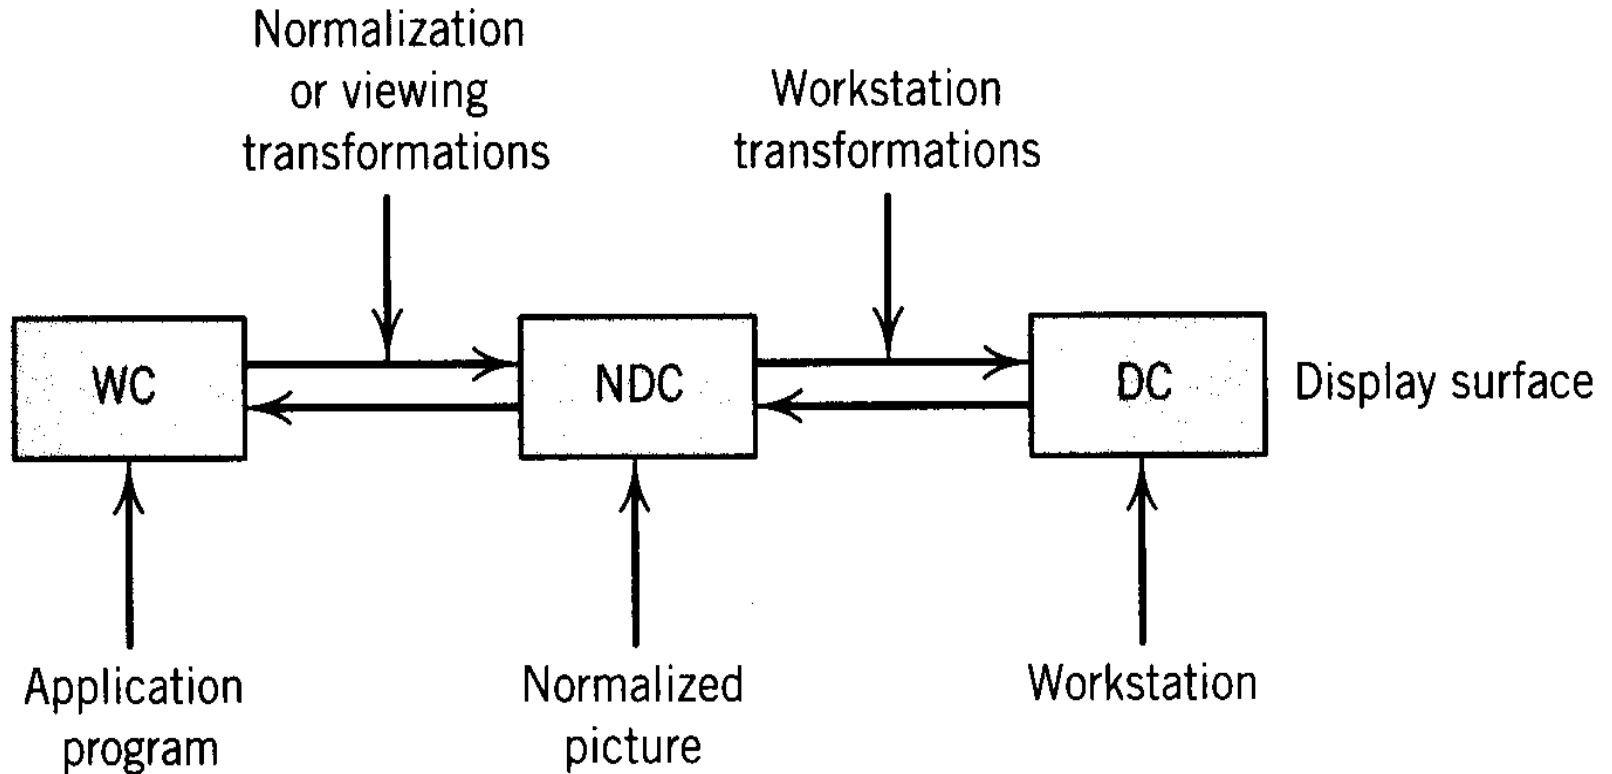 Normalization
or viewing
transformations
Workstation
transformations
WC
NDC
DC
Display surface
Application
program
Normalized
picture
Workstation